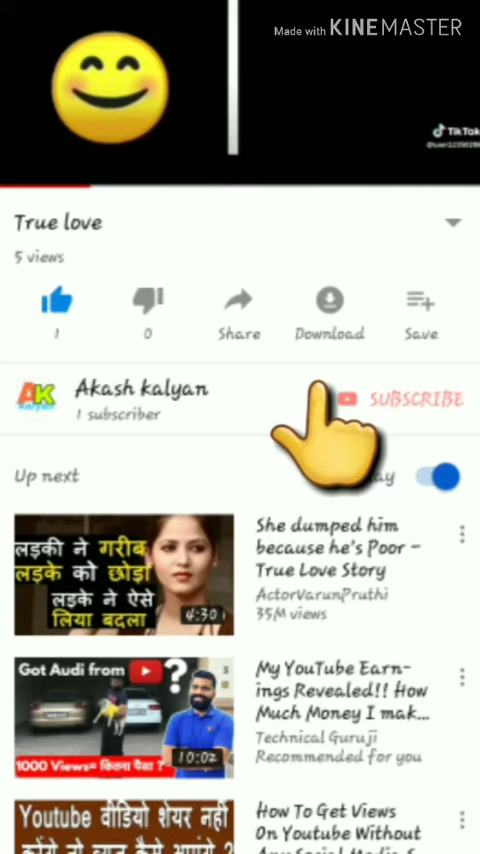 Made with KINEMASTER
TikTok
True love
5 views
1
0
Share
Download
Save
AK
Kalyan
Akash kalyan
1 subscriber
SUBSCRIBE
Up next
ay
लड़की ने गरीब
लड़के को छोड़ा
लड़के ने ऐसे
लिया बदला
4:30
She dumped him
because he's Poor -
True Love Story
ActorVarunPruthi
35M views
Got Audi from
?
1000 Views= कितना पैसा ?
10:02
My YouTube Earn-
ings Revealed!! How
Much Money I mak...
Technical Guruji
Recommended for you
Youtube वीडियो शेयर नहीं
How To Get Views
On Youtube Without